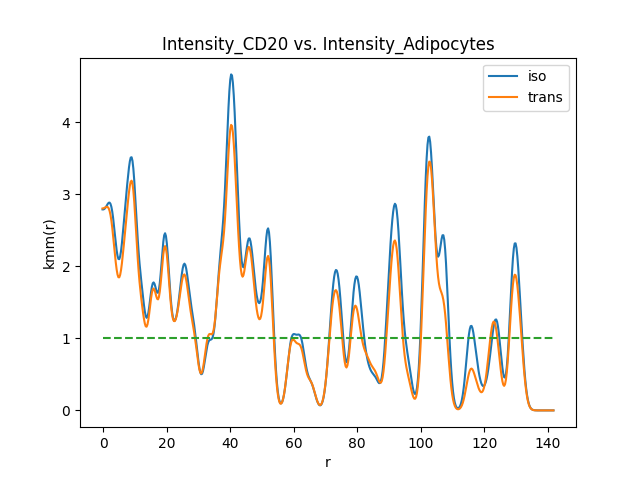 Intensity_CD20 vs. Intensity_Adipocytes
iso
trans
kmm(r)
4
3
2
1
0
0 20 40 60 80 100 120 140
r